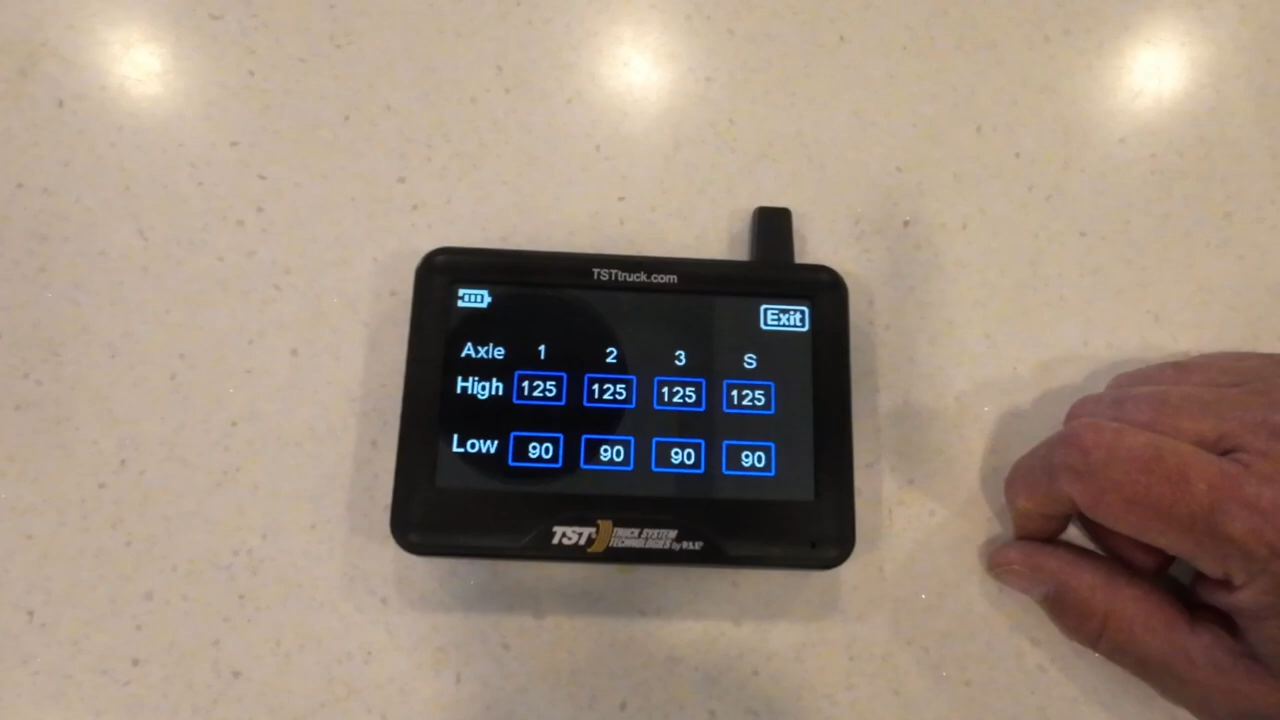 TSTtruck.com
Exit
Axle 1 2 3 S
High 125 125 125 125
Low 90 90 90 90
TST TRUCK SYSTEM
TECHNOLOGIES by